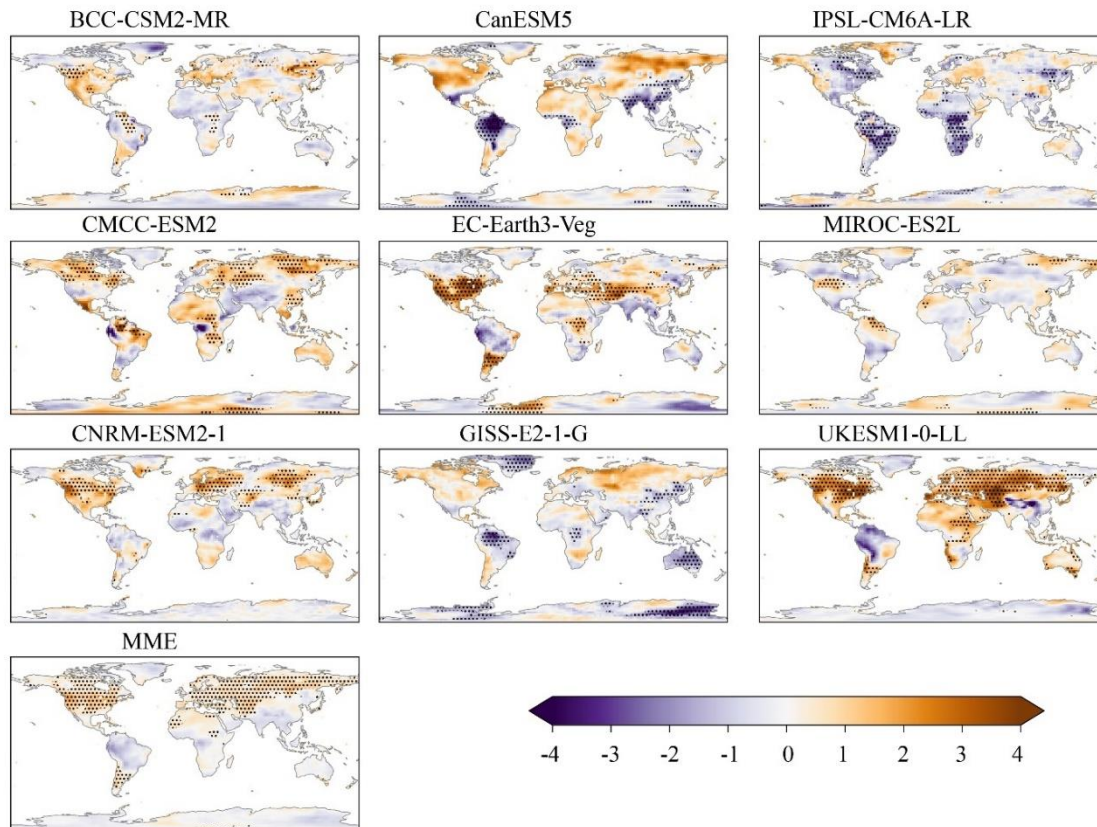 BCC-CSM2-MR CanESM5 IPSL-CM6A-LR
CMCC-ESM2 EC-Earth3-Veg MIROC-ES2L
CNRM-ESM2-1 GISS-E2-1-G UKESM1-0-LL
MME
-4 -3 -2 -1 0 1 2 3 4